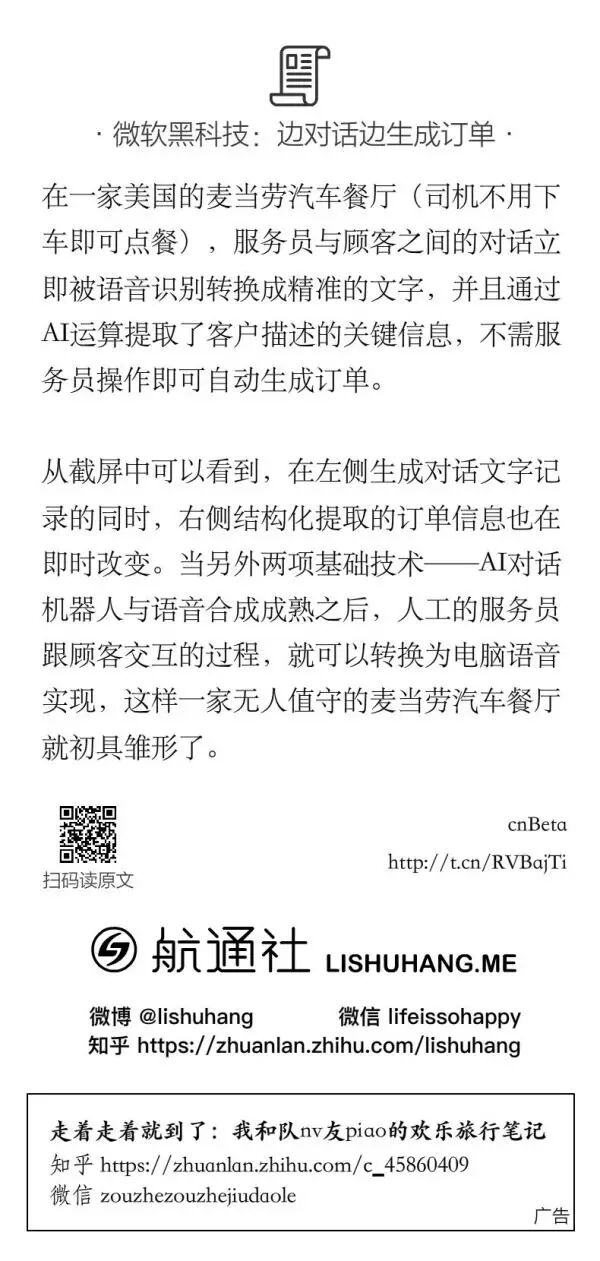 · 微软黑科技：边对话边生成订单 ·
在一家美国的麦当劳汽车餐厅（司机不用下
车即可点餐），服务员与顾客之间的对话立
即被语音识别转换成精准的文字，并且通过
AI运算提取了客户描述的关键信息，不需服
务员操作即可自动生成订单。
从截屏中可以看到，在左侧生成对话文字记
录的同时，右侧结构化提取的订单信息也在
即时改变。当另外两项基础技术——AI对话
机器人与语音合成成熟之后，人工的服务员
跟顾客交互的过程，就可以转换为电脑语音
实现，这样一家无人值守的麦当劳汽车餐厅
就初具雏形了。
cnBeta
http://t.cn/RVBajTi
扫码读原文
航通社 LISHUHANG.ME
微博 @lishuhang 微信 lifeissohappy
知乎 https://zhuanlan.zhihu.com/lishuhang
走着走着就到了：我和队nv友piao的欢乐旅行笔记
知乎 https://zhuanlan.zhihu.com/c_45860409
微信 zouzhezouzhejiudaole
广告